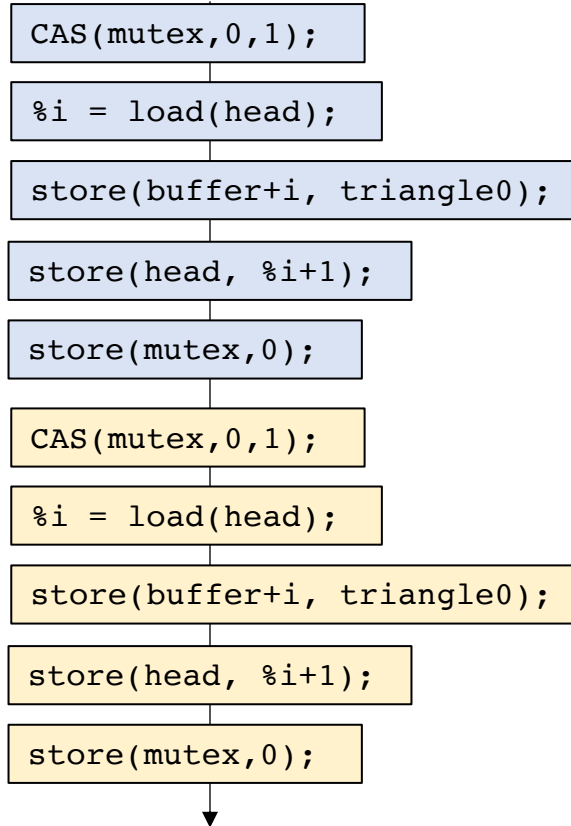 CAS(mutex,0,1);
%i = load(head);
store(buffer+i, triangle0);
store(head, %i+1);
store(mutex,0);
CAS(mutex,0,1);
%i = load(head);
store(buffer+i, triangle0);
store(head, %i+1);
store(mutex,0);